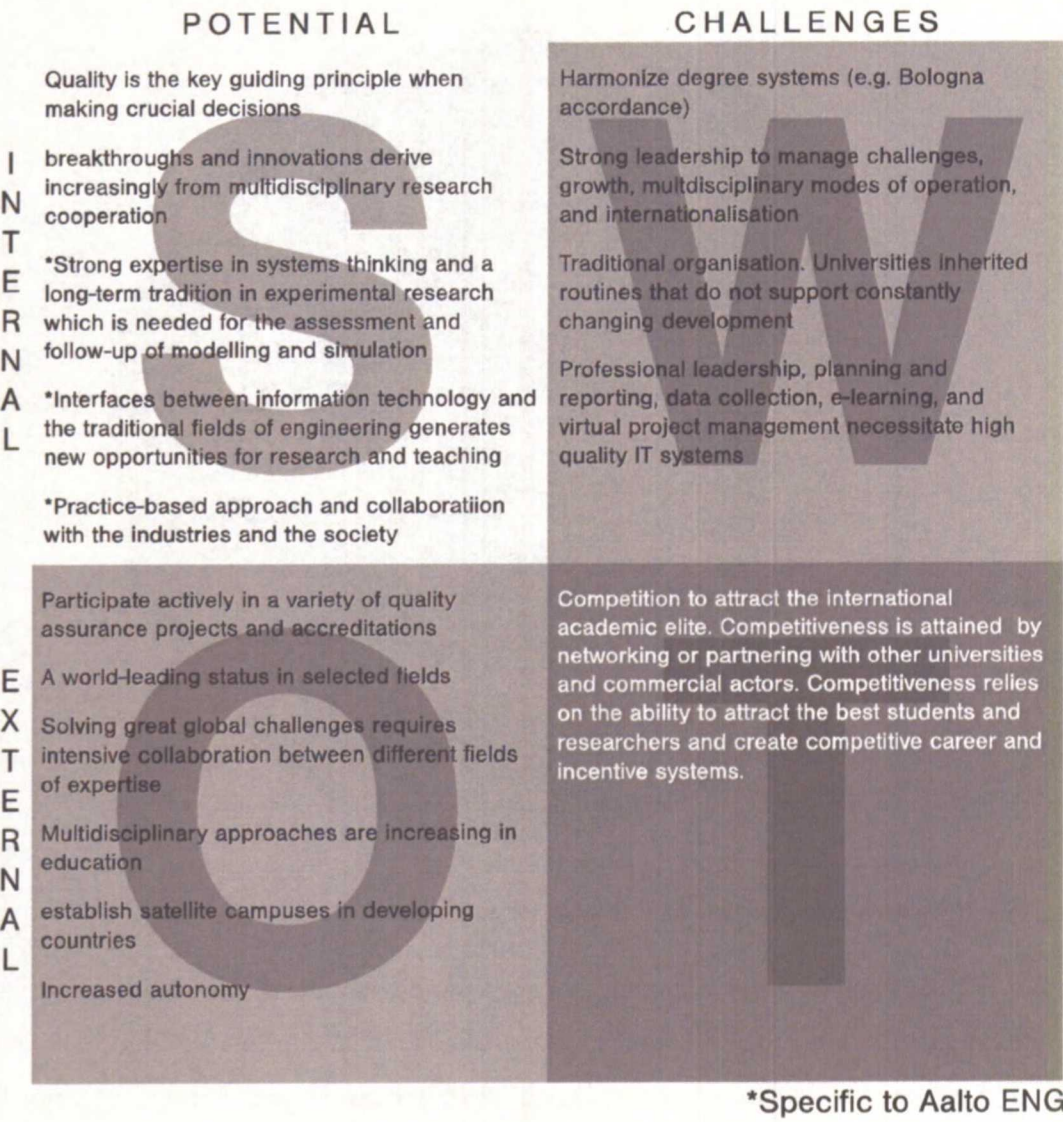 POTENTIAL
CHALLENGES
INTERNAL
Quality is the key guiding principle when
making crucial decisions
breakthroughs and innovations derive
increasingly from multidisciplinary research
cooperation
*Strong expertise in systems thinking and a
long-term tradition in experimental research
which is needed for the assessment and
follow-up of modelling and simulation
*Interfaces between information technology and
the traditional fields of engineering generates
new opportunities for research and teaching
*Practice-based approach and collaboratiion
with the industries and the society
S
Harmonize degree systems (e.g. Bologna
accordance)
Strong leadership to manage challenges,
growth, multdisciplinary modes of operation,
and internationalisation
Traditional organisation. Universities inherited
routines that do not support constantly
changing development
Professional leadership, planning and
reporting, data collection, e-learning, and
virtual project management necessitate high
quality IT systems
W
EXTERNAL
Participate actively in a variety of quality
assurance projects and accreditations
A world-leading status in selected fields
Solving great global challenges requires
intensive collaboration between different fields
of expertise
Multidisciplinary approaches are increasing in
education
establish satellite campuses in developing
countries
Increased autonomy
O
Competition to attract the international
academic elite. Competitiveness is attained by
networking or partnering with other universities
and commercial actors. Competitiveness relies
on the ability to attract the best students and
researchers and create competitive career and
incentive systems.
T
*Specific to Aalto ENG